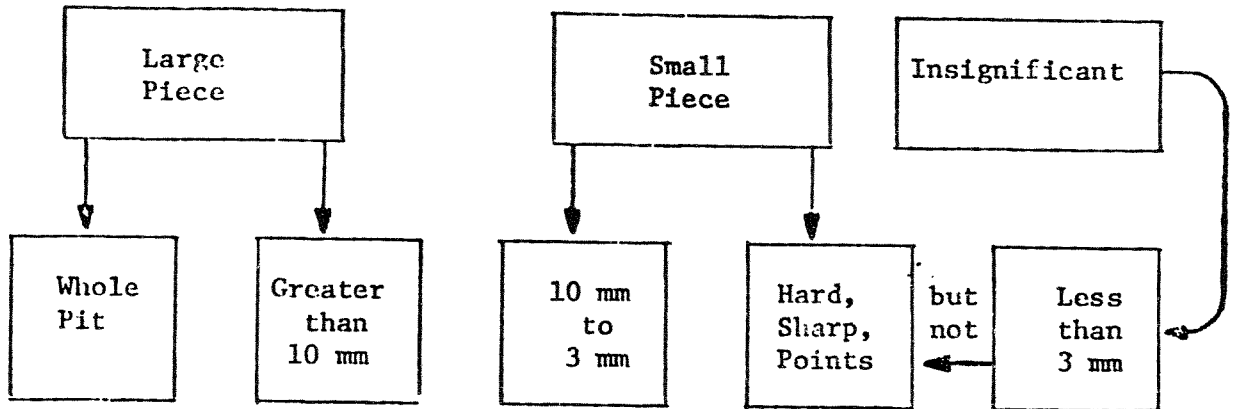 Large
Piece
Small
Piece
Insignificant
Whole
Pit
Greater
than
10 mm
10 mm
to
3 mm
Hard,
Sharp,
Points
but
not
Less
than
3 mm